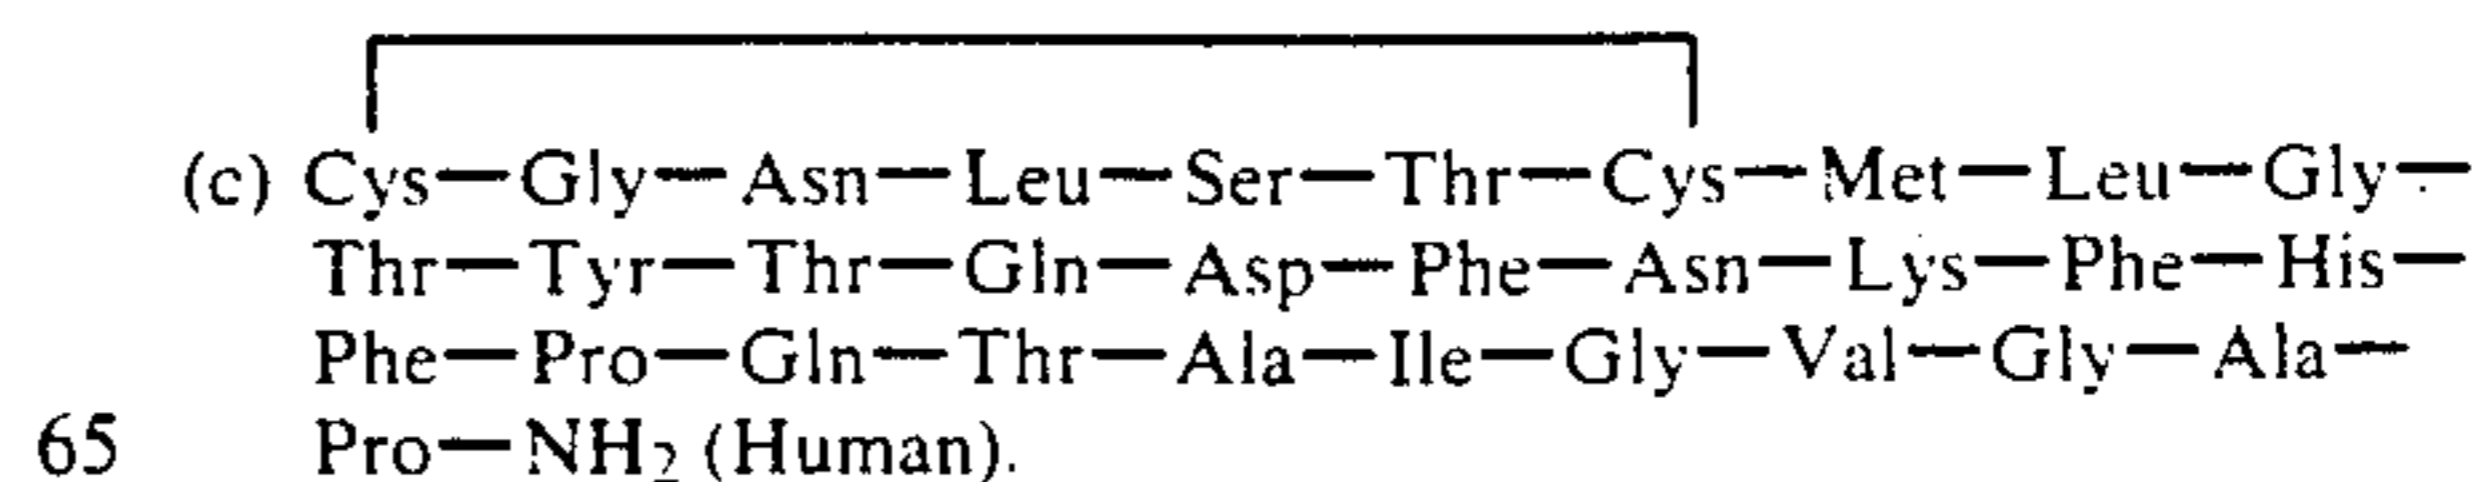 (c) Cys—Gly—Asn—Leu—Ser—Thr—Cys—Met—Leu—Gly—
Thr—Tyr—Thr—Gln—Asp—Phe—Asn—Lys—Phe—His—
Phe—Pro—Gln—Thr—Ala—Ile—Gly—Val—Gly—Ala—
65 Pro—NH₂ (Human).